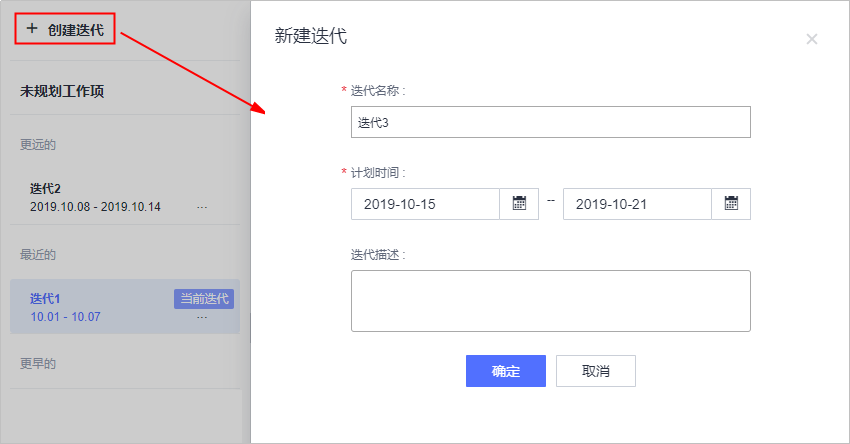 + 创建迭代
未规划工作项
更远的
迭代2
2019.10.08 - 2019.10.14 ...
最近的
迭代1 当前迭代
10.01 - 10.07 ...
更早的
新建迭代 ×
* 迭代名称 :
迭代3
* 计划时间 :
2019-10-15 -- 2019-10-21
迭代描述 :
确定 取消